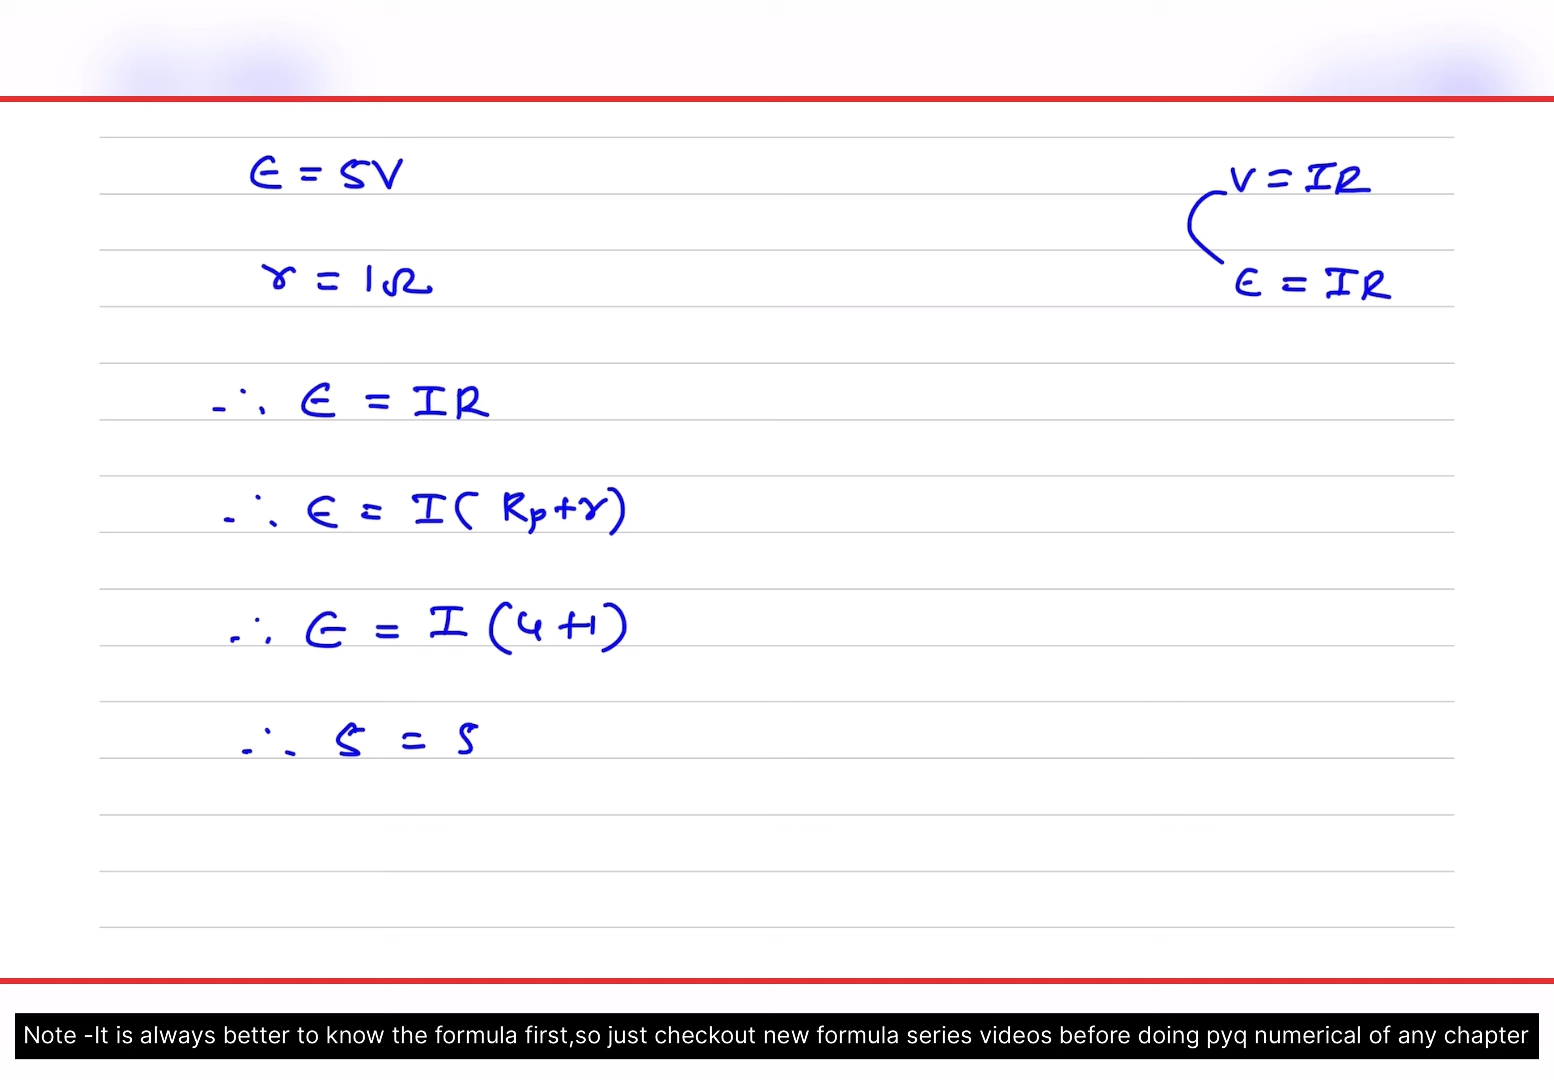 ε = 5V
r = 1Ω
∴ ε = IR
∴ ε = I( Rp+r)
∴ ε = I (4+1)
∴ 5 = 5
V = IR
ε = IR
Note -It is always better to know the formula first,so just checkout new formula series videos before doing pyq numerical of any chapter